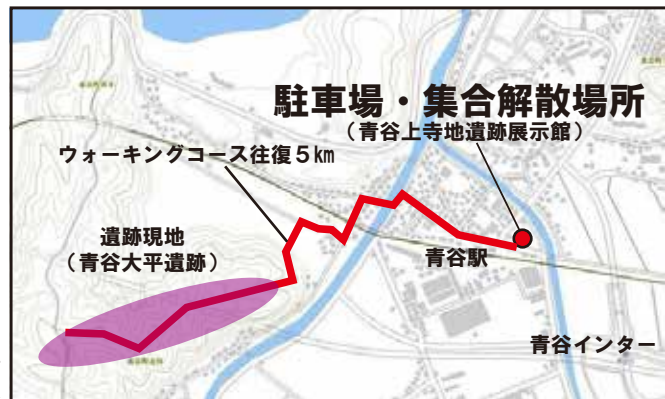 駐車場・集合解散場所
（青谷上寺地遺跡展示館）
ウォーキングコース往復５㎞
遺跡現地
（青谷大平遺跡）
青谷駅
青谷インター